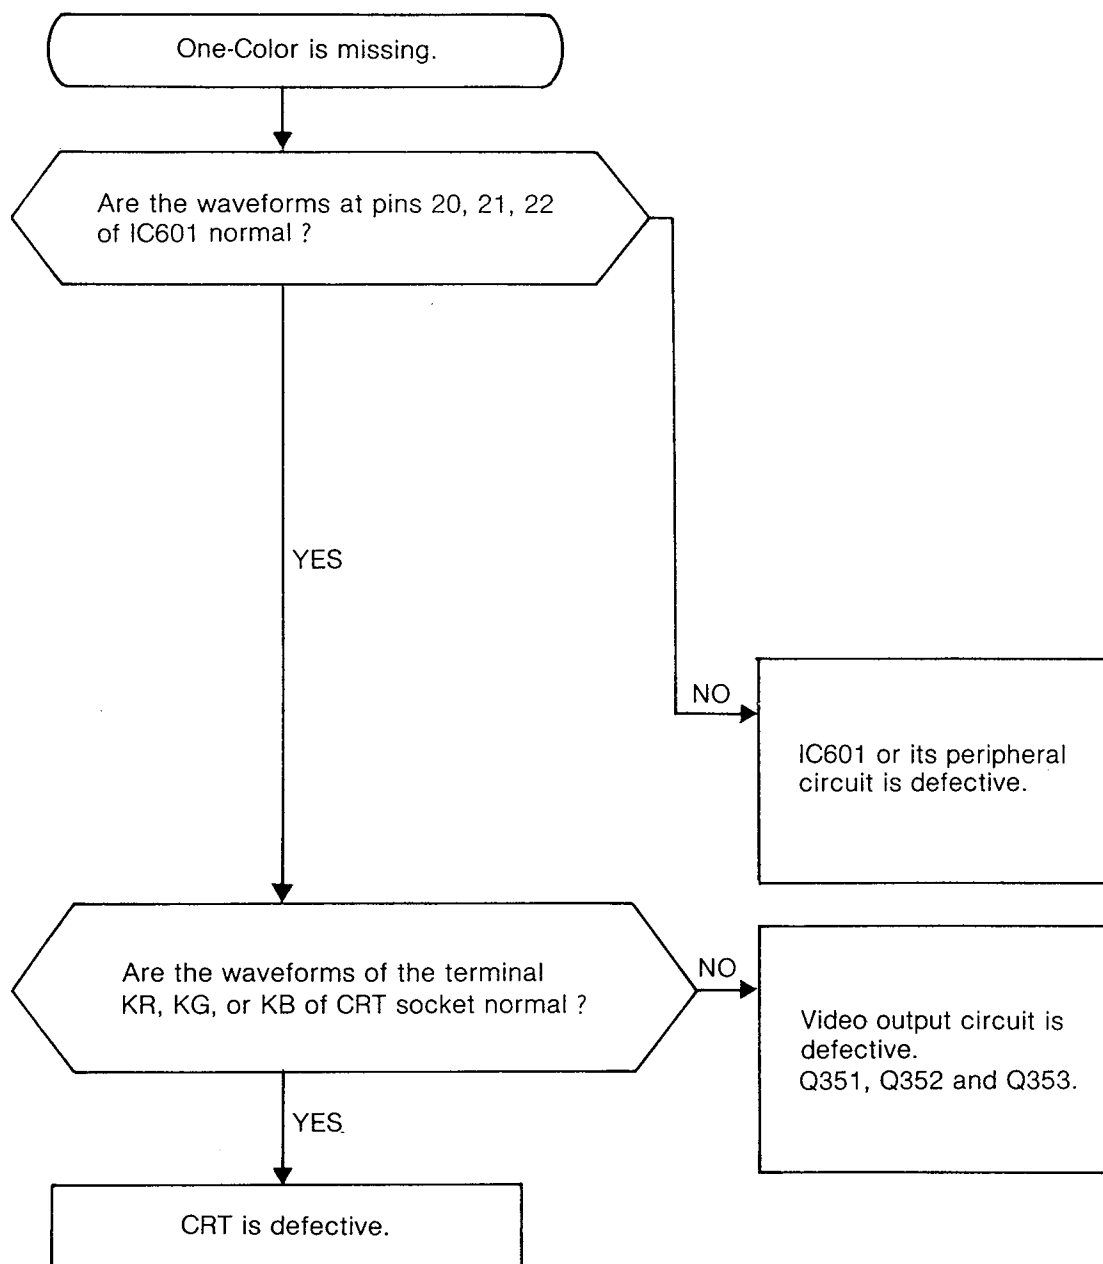 One-Color is missing.
Are the waveforms at pins 20, 21, 22
of IC601 normal ?
YES
NO
IC601 or its peripheral
circuit is defective.
Are the waveforms of the terminal
KR, KG, or KB of CRT socket normal ?
NO
Video output circuit is
defective.
Q351, Q352 and Q353.
YES
CRT is defective.